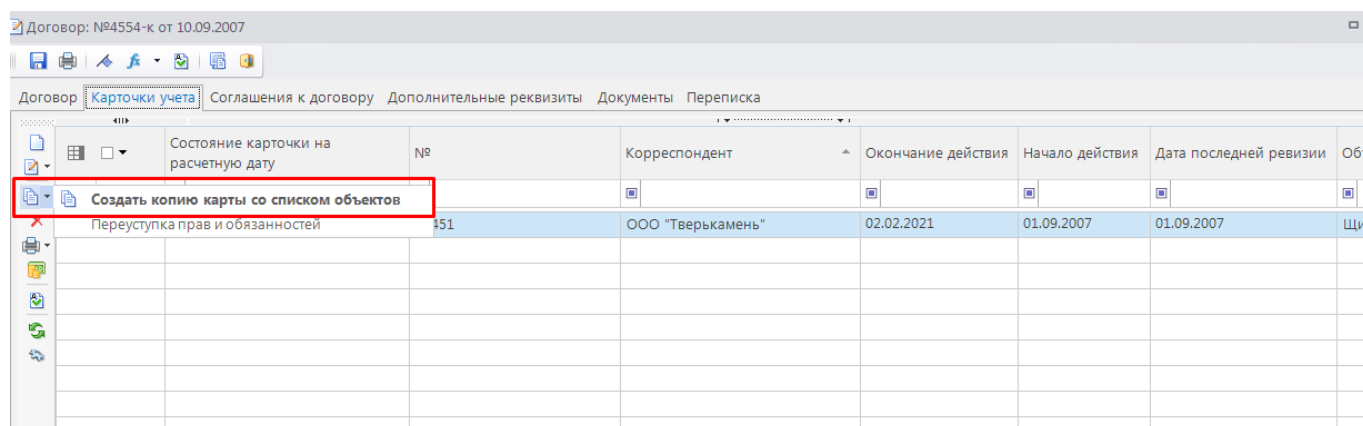 Договор: №4554-к от 10.09.2007
Договор Карточки учета Соглашения к договору Дополнительные реквизиты Документы Переписка
Состояние карточки на расчетную дату № Корреспондент Окончание действия Начало действия Дата последней ревизии
Создать копию карты со списком объектов
Переуступка прав и обязанностей 451 ООО "Тверькамень" 02.02.2021 01.09.2007 01.09.2007